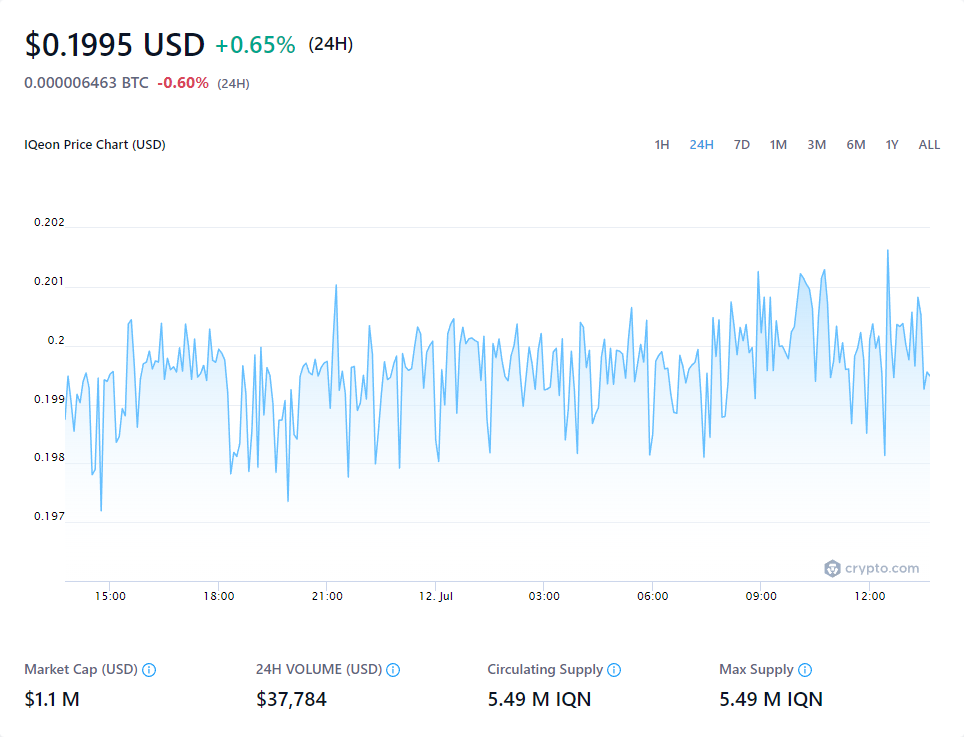 $0.1995 USD +0.65% (24H)
0.000006463 BTC -0.60% (24H)
IQeon Price Chart (USD) 1H 24H 7D 1M 3M 6M 1Y ALL
0.202
0.201
0.2
0.199
0.198
0.197
crypto.com
15:00 18:00 21:00 12. Jul 03:00 06:00 09:00 12:00
Market Cap (USD) 24H VOLUME (USD) Circulating Supply Max Supply
$1.1 M $37,784 5.49 M IQN 5.49 M IQN